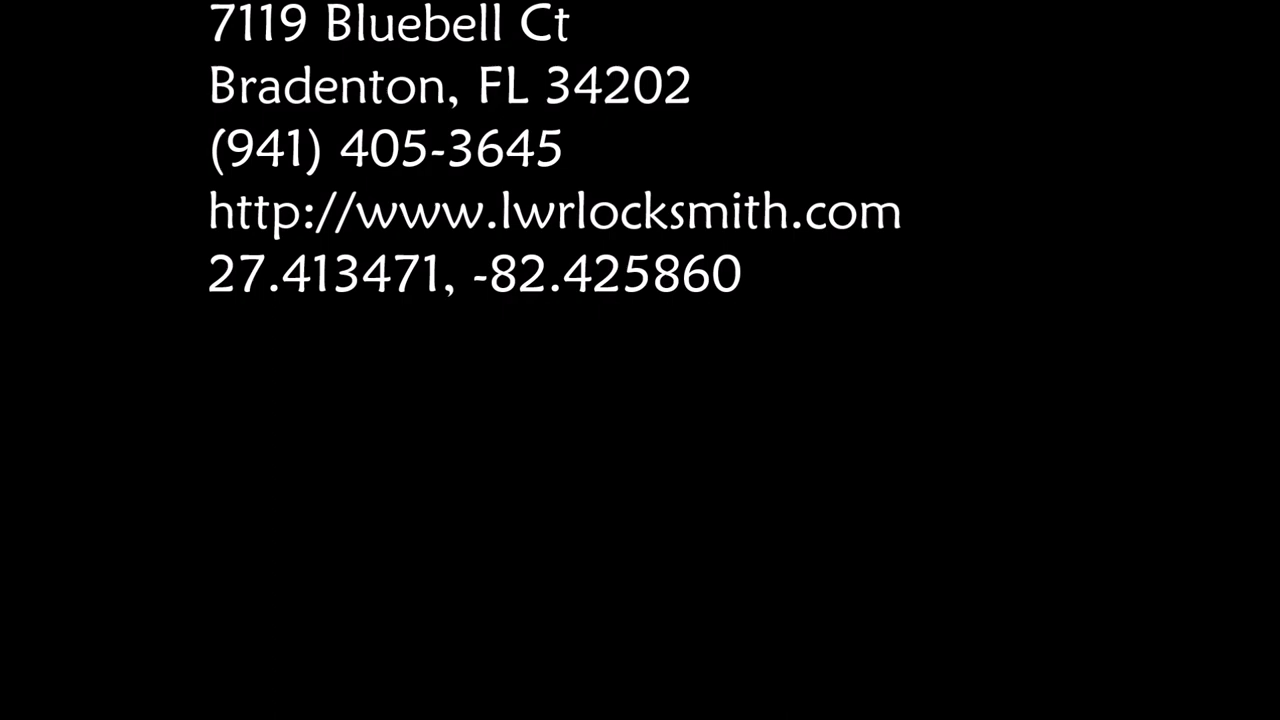 7119 Bluebell Ct
Bradenton, FL 34202
(941) 405-3645
http://www.lwrlocksmith.com
27.413471, -82.425860